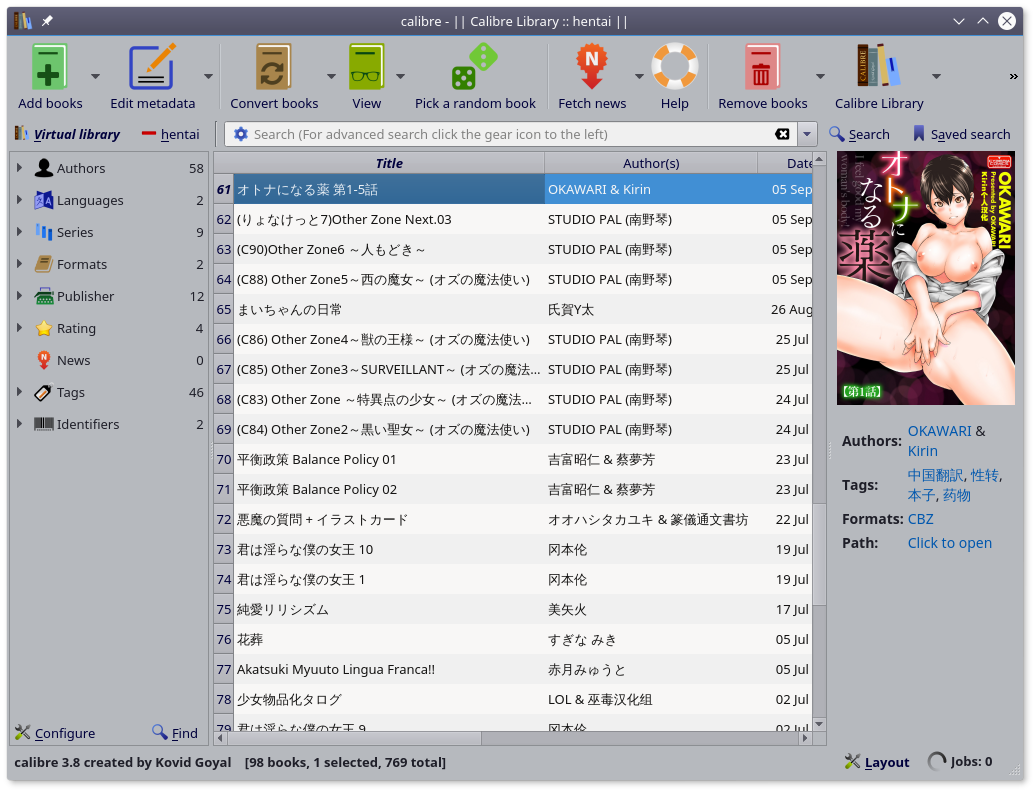 calibre - || Calibre Library :: hentai ||
Add books
Edit metadata
Convert books
View
Pick a random book
Fetch news
Help
Remove books
Calibre Library
»
Virtual library
hentai
Search (For advanced search click the gear icon to the left)
Search
Saved search
Authors 58
Languages 2
Series 9
Formats 2
Publisher 12
Rating 4
News 0
Tags 46
Identifiers 2
Configure
Find
Title Author(s) Date
61 オトナになる薬 第1-5話 OKAWARI & Kirin 05 Sep
62 (りょなけっと7)Other Zone Next.03 STUDIO PAL (南野琴) 05 Sep
63 (C90)Other Zone6 ～人もどき～ STUDIO PAL (南野琴) 05 Sep
64 (C88) Other Zone5～西の魔女～ (オズの魔法使い) STUDIO PAL (南野琴) 05 Sep
65 まいちゃんの日常 氏賀Y太 26 Aug
66 (C86) Other Zone4～獣の王様～ (オズの魔法使い) STUDIO PAL (南野琴) 25 Jul
67 (C85) Other Zone3～SURVEILLANT～ (オズの魔法… STUDIO PAL (南野琴) 25 Jul
68 (C83) Other Zone ～特異点の少女～ (オズの魔法… STUDIO PAL (南野琴) 24 Jul
69 (C84) Other Zone2～黒い聖女～ (オズの魔法使い) STUDIO PAL (南野琴) 24 Jul
70 平衡政策 Balance Policy 01 吉富昭仁 & 蔡夢芳 23 Jul
71 平衡政策 Balance Policy 02 吉富昭仁 & 蔡夢芳 23 Jul
72 悪魔の質問 + イラストカード オオハシタカユキ & 篆儀通文書坊 22 Jul
73 君は淫らな僕の女王 10 冈本伦 19 Jul
74 君は淫らな僕の女王 1 冈本伦 19 Jul
75 純愛リリシズム 美矢火 17 Jul
76 花葬 すぎな みき 05 Jul
77 Akatsuki Myuuto Lingua Franca!! 赤月みゅうと 05 Jul
78 少女物品化タログ LOL & 巫毒汉化组 02 Jul
79 君は淫らな僕の女王 9 冈本伦 02 Jul
オトナに
なる薬
I feel good my
woman's body!
OKAWARI
Presented by OKAWARI
Kirin个人汉化
【第1話】
Authors: OKAWARI &
Kirin
Tags: 中国翻訳, 性转,
本子, 药物
Formats: CBZ
Path: Click to open
calibre 3.8 created by Kovid Goyal [98 books, 1 selected, 769 total]
Layout
Jobs: 0